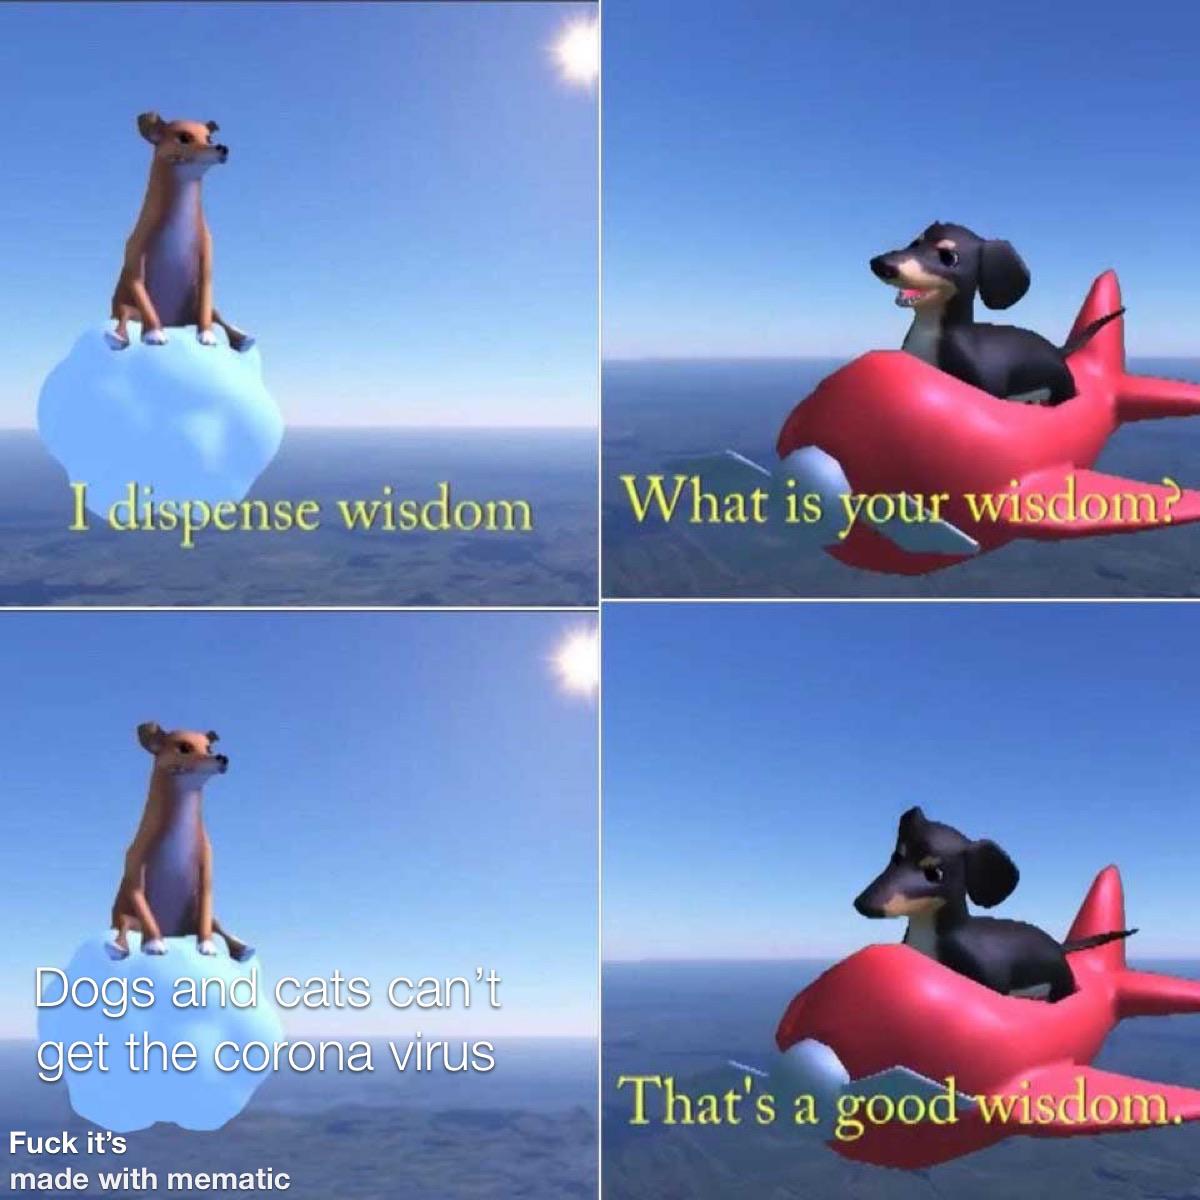 I dispense wisdom
What is your wisdom?
Dogs and cats can’t
get the corona virus
Fuck it’s
made with mematic
That's a good wisdom.